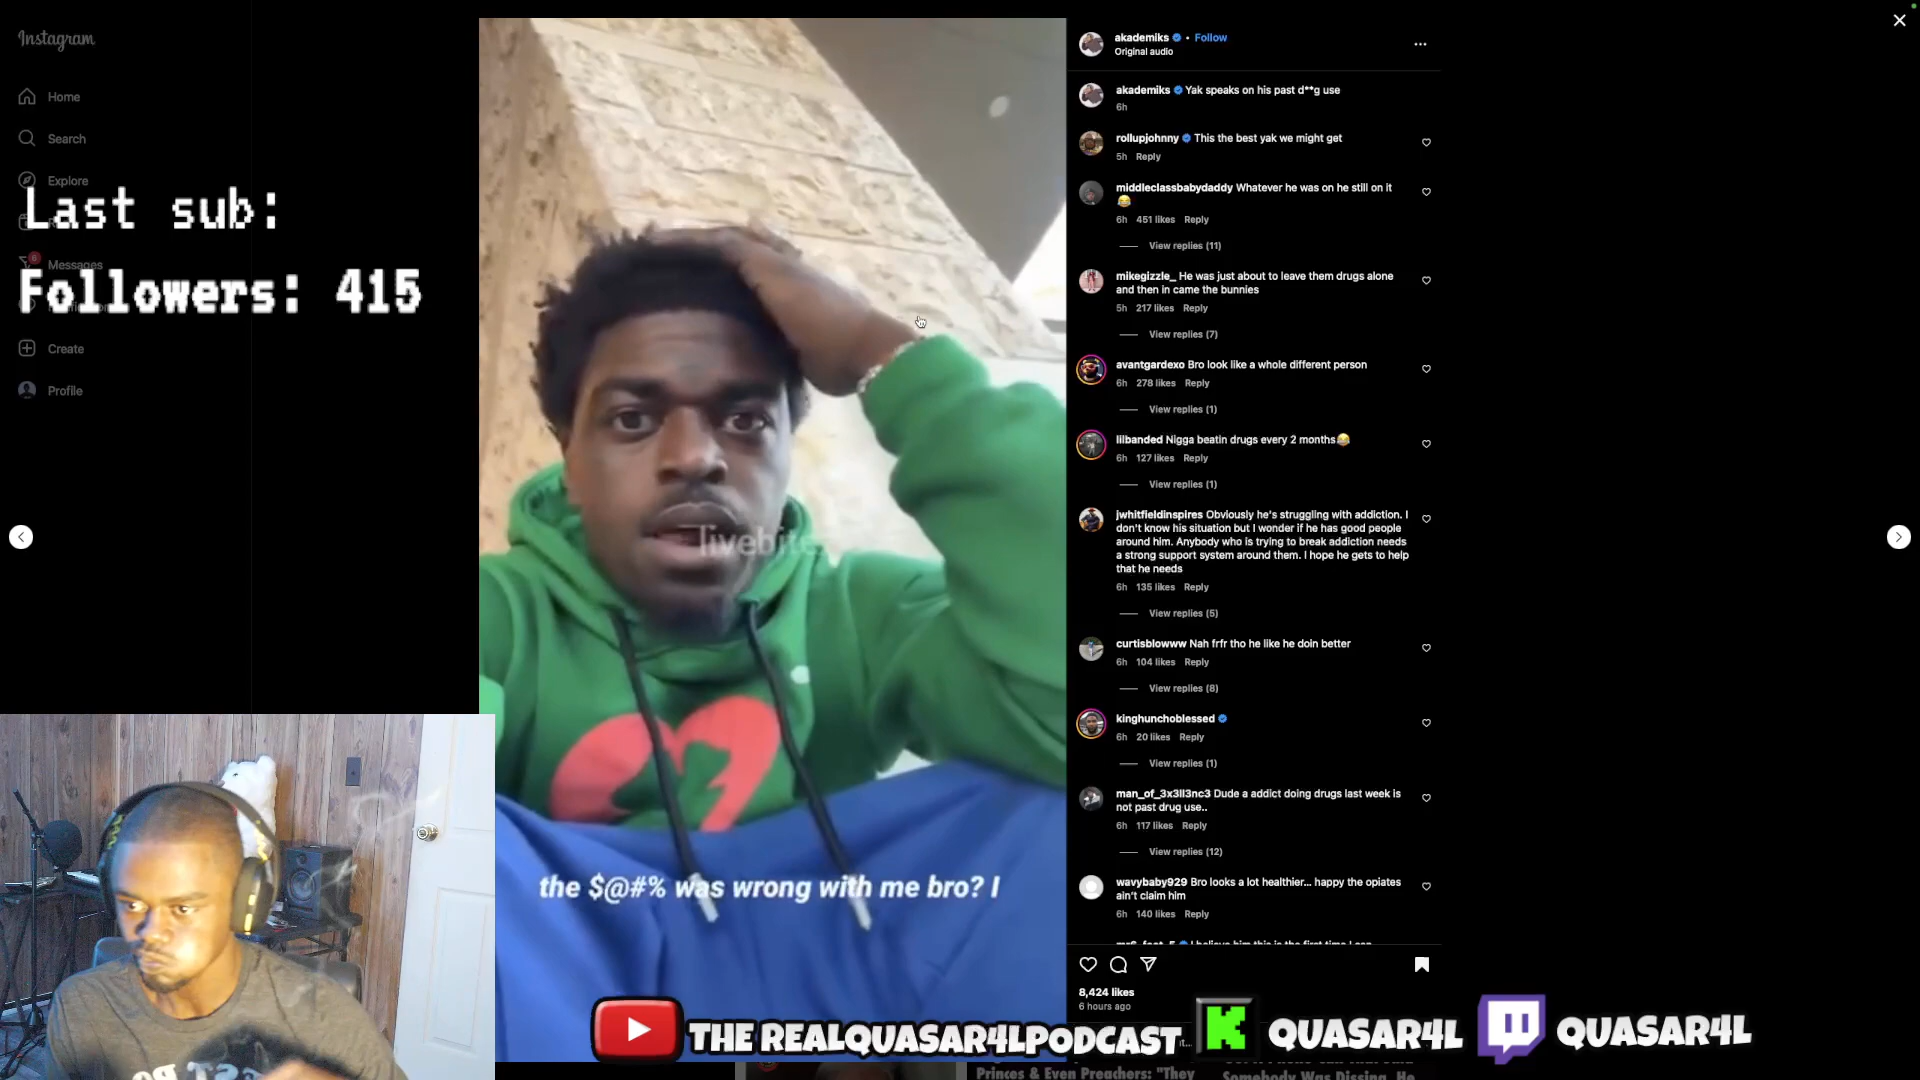 Instagram
Home
Search
Explore
Last sub:
Messages
6
Followers: 415
Create
Profile
livebite
the $@#% was wrong with me bro? I
akademiks • Follow
Original audio
akademiks Yak speaks on his past d**g use
6h
rollupjohnny This the best yak we might get
5h Reply
middleclassbabydaddy Whatever he was on he still on it
😂
6h 451 likes Reply
View replies (11)
mikegizzle_ He was just about to leave them drugs alone
and then in came the bunnies
5h 217 likes Reply
View replies (7)
avantgardexo Bro look like a whole different person
6h 278 likes Reply
View replies (1)
lilbanded Nigga beatin drugs every 2 months😂
6h 127 likes Reply
View replies (1)
jwhitfieldinspires Obviously he's struggling with addiction. I
don't know his situation but I wonder if he has good people
around him. Anybody who is trying to break addiction needs
a strong support system around them. I hope he gets to help
that he needs
6h 135 likes Reply
View replies (5)
curtisblowww Nah frfr tho he like he doin better
6h 104 likes Reply
View replies (8)
kinghunchoblessed
6h 20 likes Reply
View replies (1)
man_of_3x3ll3nc3 Dude a addict doing drugs last week is
not past drug use..
6h 117 likes Reply
View replies (12)
wavybaby929 Bro looks a lot healthier... happy the opiates
ain't claim him
6h 140 likes Reply
8,424 likes
6 hours ago
THE REALQUASAR4LPODCAST
K QUASAR4L
QUASAR4L
Princes & Even Preachers: "They
Somebody Was Dissing, He